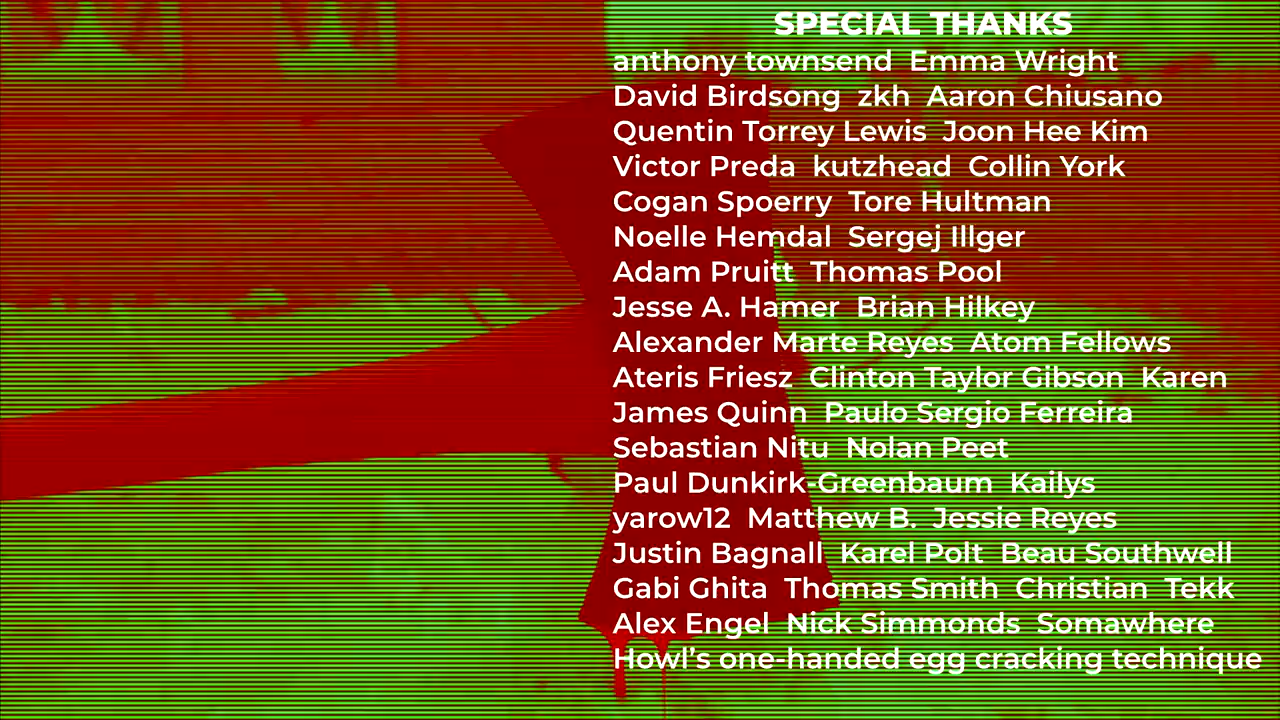 SPECIAL THANKS
anthony townsend  Emma Wright
David Birdsong  zkh  Aaron Chiusano
Quentin Torrey Lewis  Joon Hee Kim
Victor Preda  kutzhead  Collin York
Cogan Spoerry  Tore Hultman
Noelle Hemdal  Sergej Illger
Adam Pruitt  Thomas Pool
Jesse A. Hamer  Brian Hilkey
Alexander Marte Reyes  Atom Fellows
Ateris Friesz  Clinton Taylor Gibson  Karen
James Quinn  Paulo Sergio Ferreira
Sebastian Nitu  Nolan Peet
Paul Dunkirk-Greenbaum  Kailys
yarow12  Matthew B.  Jessie Reyes
Justin Bagnall  Karel Polt  Beau Southwell
Gabi Ghita  Thomas Smith  Christian  Tekk
Alex Engel  Nick Simmonds  Somawhere
Howl’s one-handed egg cracking technique